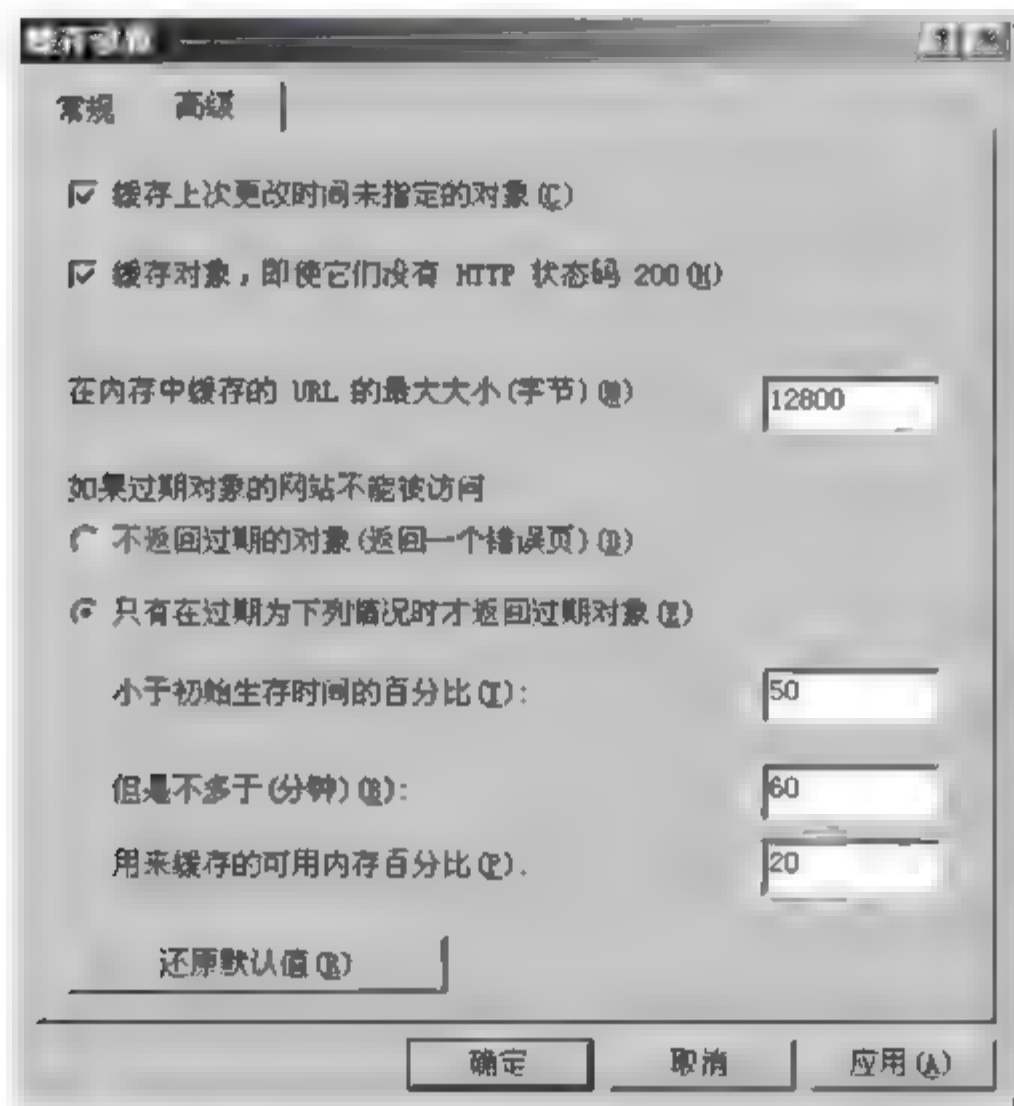 缓存设置
常规 高级
缓存上次更改时间未指定的对象(C)
缓存对象，即使它们没有 HTTP 状态码 200(H)
在内存中缓存的 URL 的最大大小(字节)(M) 12800
如果过期对象的网站不能被访问
不返回过期的对象(返回一个错误页)(D)
只有在过期为下列情况时才返回过期对象(E)
小于初始生存时间的百分比(T): 50
但是不多于(分钟)(B): 60
用来缓存的可用内存百分比(P). 20
还原默认值(R)
确定 取消 应用(A)